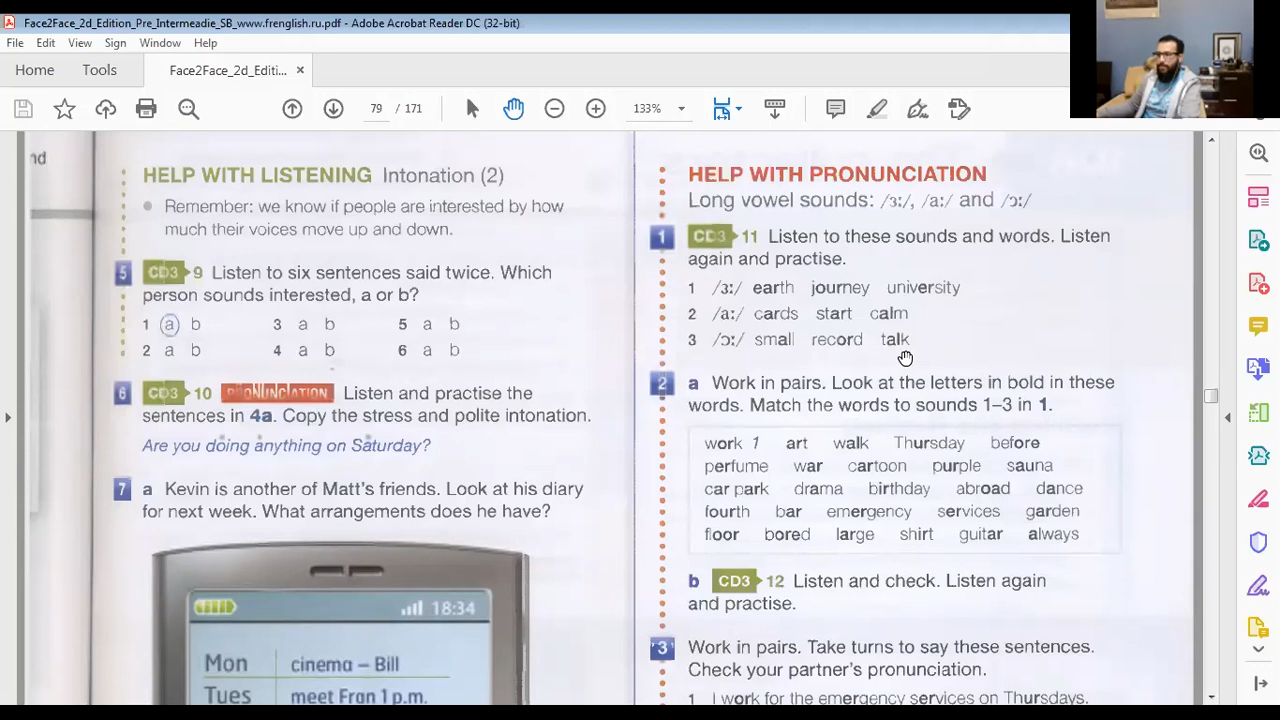 Face2Face_2d_Edition_Pre_Intermeadie_SB_www.frenglish.ru.pdf - Adobe Acrobat Reader DC (32-bit)
File Edit View Sign Window Help
Home Tools Face2Face_2d_Editi... ×
79 / 171 133%
nd
HELP WITH LISTENING Intonation (2)
Remember: we know if people are interested by how
much their voices move up and down.
5 CD3 9 Listen to six sentences said twice. Which
person sounds interested, a or b?
1 a b 3 a b 5 a b
2 a b 4 a b 6 a b
6 CD3 10 PRONUNCIATION Listen and practise the
sentences in 4a. Copy the stress and polite intonation.
Are you doing anything on Saturday?
7 a Kevin is another of Matt's friends. Look at his diary
for next week. What arrangements does he have?
18:34
Mon cinema – Bill
Tues meet Fran 1 p.m.
HELP WITH PRONUNCIATION
Long vowel sounds: /ɜː/, /ɑː/ and /ɔː/
1 CD3 11 Listen to these sounds and words. Listen
again and practise.
1 /ɜː/ earth journey university
2 /ɑː/ cards start calm
3 /ɔː/ small record talk
2 a Work in pairs. Look at the letters in bold in these
words. Match the words to sounds 1–3 in 1.
work 1 art walk Thursday before
perfume war cartoon purple sauna
car park drama birthday abroad dance
fourth bar emergency services garden
floor bored large shirt guitar always
b CD3 12 Listen and check. Listen again
and practise.
3 Work in pairs. Take turns to say these sentences.
Check your partner's pronunciation.
1 I work for the emergency services on Thursdays.